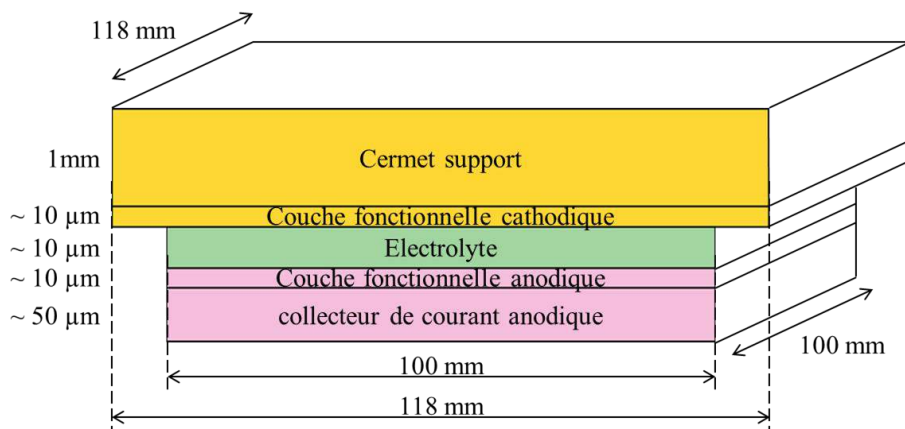 118 mm
1mm
Cermet support
~ 10 µm
Couche fonctionnelle cathodique
~ 10 µm
Electrolyte
~ 10 µm
Couche fonctionnelle anodique
~ 50 µm
collecteur de courant anodique
100 mm
100 mm
118 mm